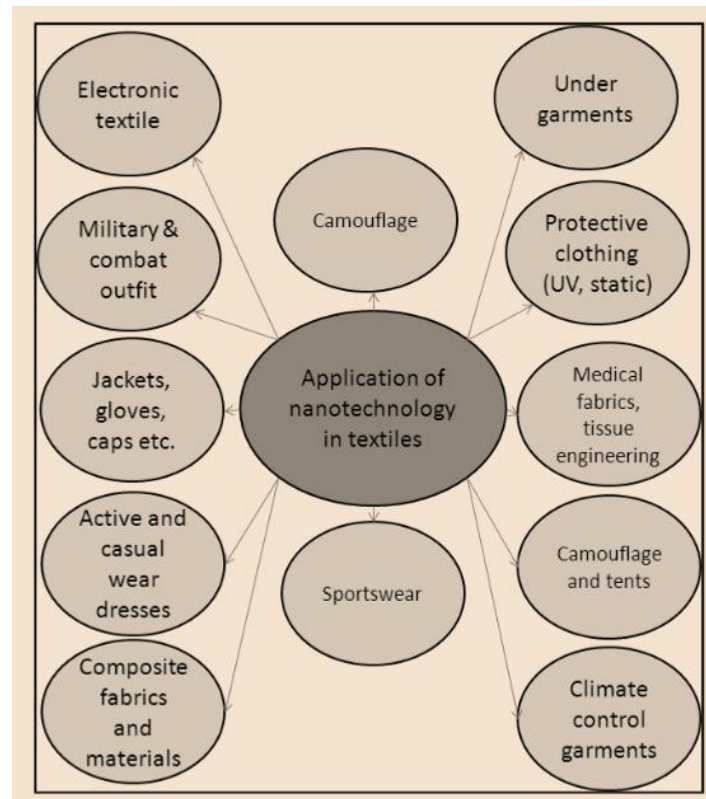 Electronic
textile
Under
garments
Camouflage
Military &
combat
outfit
Protective
clothing
(UV, static)
Jackets,
gloves,
caps etc.
Application of
nanotechnology
in textiles
Medical
fabrics,
tissue
engineering
Active and
casual
wear
dresses
Sportswear
Camouflage
and tents
Composite
fabrics
and
materials
Climate
control
garments